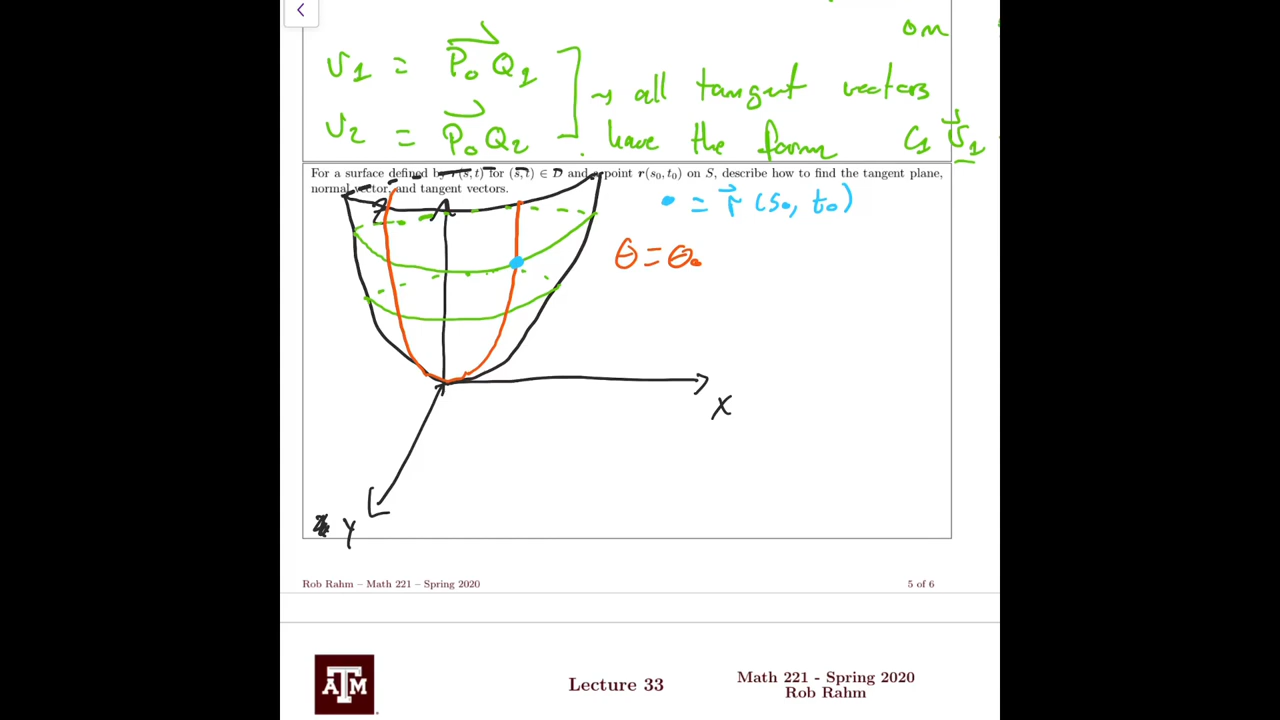 on
v₁ = P₀Q₁
v₂ = P₀Q₂
~ all tangent vectors
have the form C₁ v₁
For a surface defined by r(s, t) for (s, t) ∈ D and a point r(s₀, t₀) on S, describe how to find the tangent plane,
normal vector, and tangent vectors.
• = r (s₀, t₀)
θ = θ₀
X
Y
Rob Rahm – Math 221 – Spring 2020
5 of 6
ATM
Lecture 33
Math 221 - Spring 2020
Rob Rahm